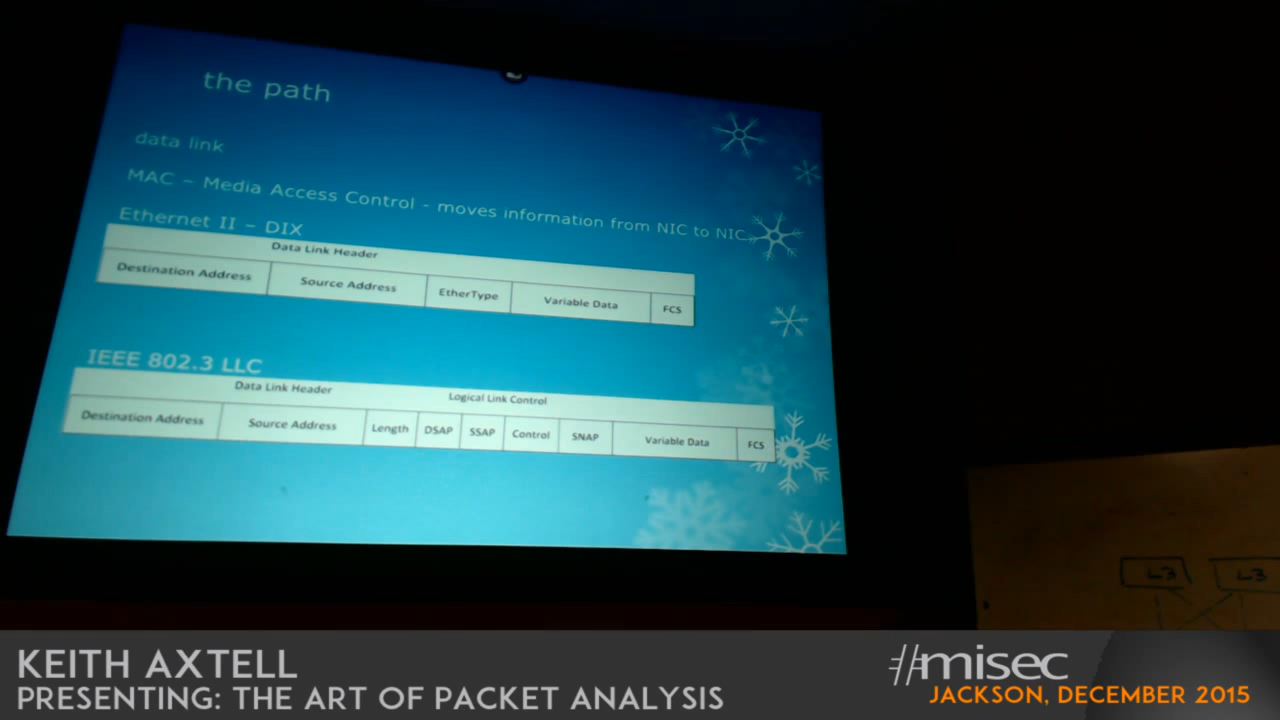 the path
data link
MAC – Media Access Control - moves information from NIC to NIC
Ethernet II – DIX
Data Link Header
Destination Address Source Address EtherType Variable Data FCS
IEEE 802.3 LLC
Data Link Header Logical Link Control
Destination Address Source Address Length DSAP SSAP Control SNAP Variable Data FCS
L3 L3
KEITH AXTELL
PRESENTING: THE ART OF PACKET ANALYSIS
#misec
JACKSON, DECEMBER 2015